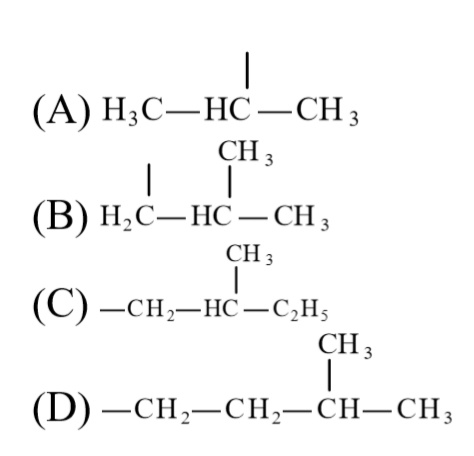 (A) H₃C—HC—CH₃
CH₃
(B) H₂C—HC—CH₃
CH₃
(C) —CH₂—HC—C₂H₅
CH₃
(D) —CH₂—CH₂—CH—CH₃